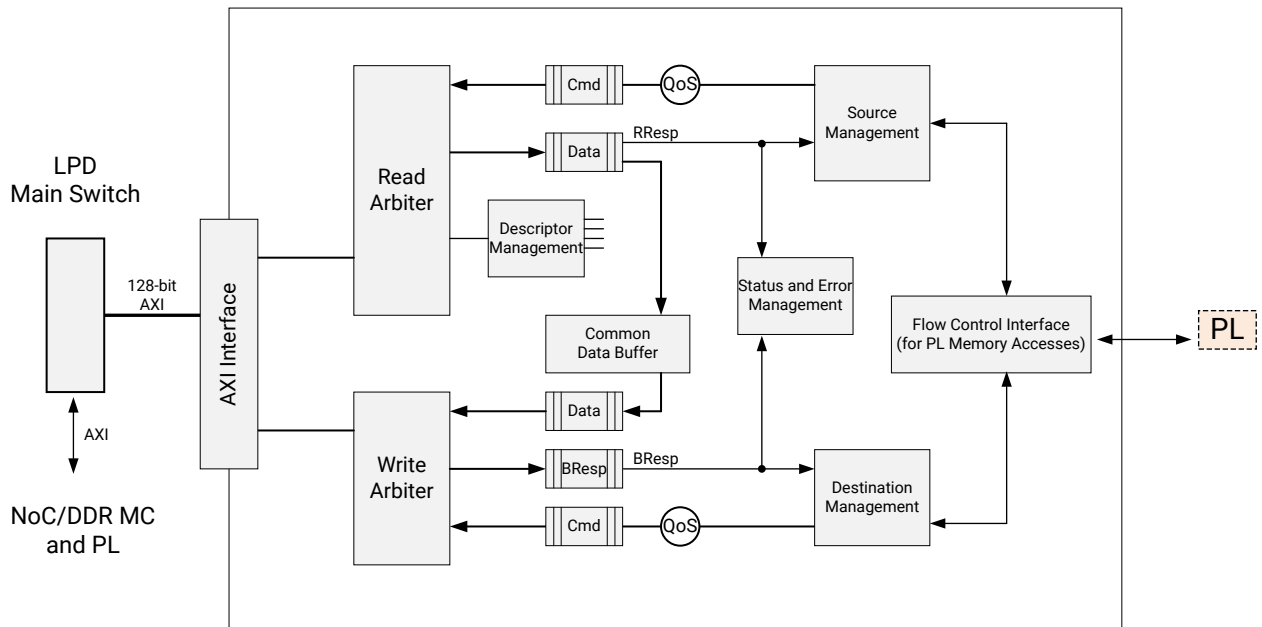 Cmd
QoS
Source
Management
RResp
Data
LPD
Main Switch
Read
Arbiter
Descriptor
Management
128-bit
AXI
AXI Interface
Status and Error
Management
Common
Data Buffer
Flow Control Interface
(for PL Memory Accesses)
PL
Data
AXI
Write
Arbiter
BResp
BResp
Destination
Management
NoC/DDR MC
and PL
Cmd
QoS